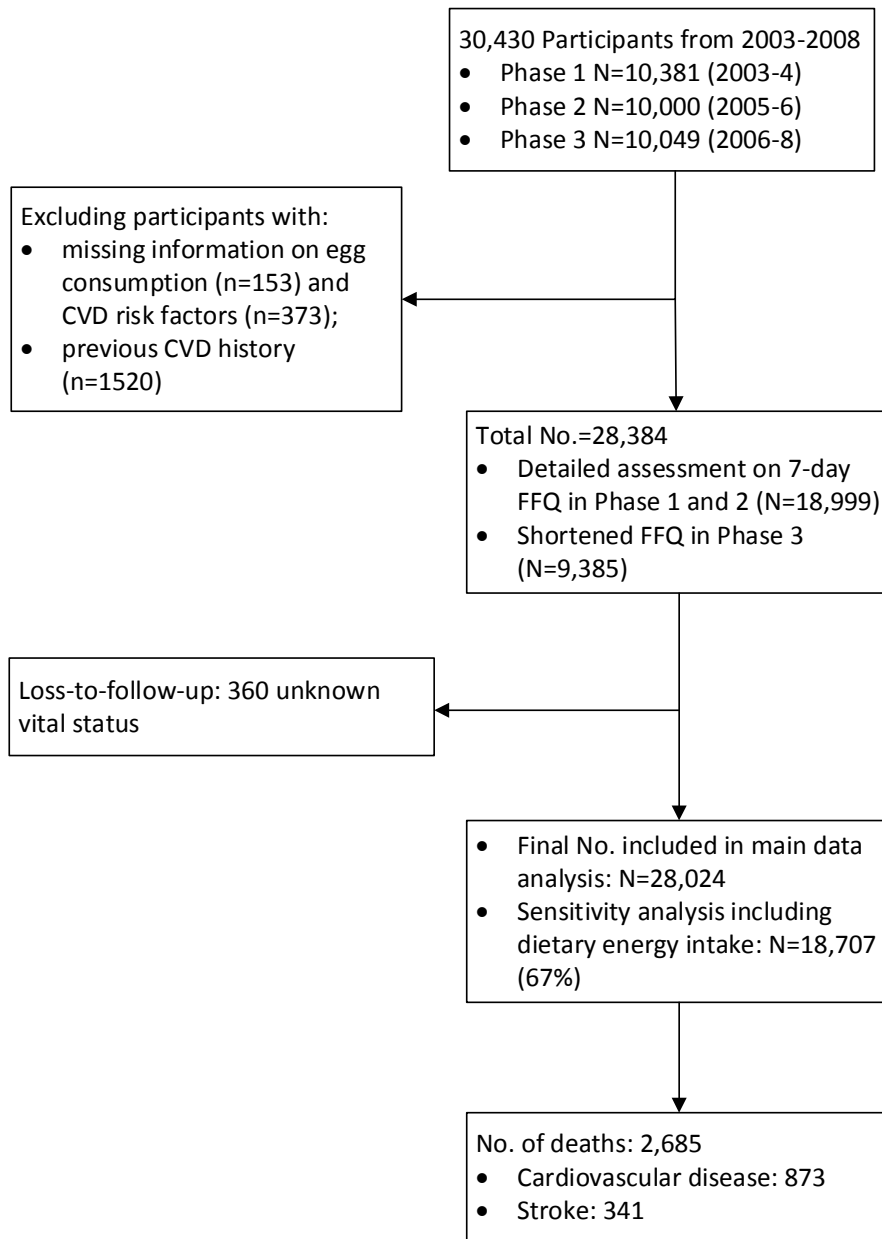 30,430 Participants from 2003-2008
• Phase 1 N=10,381 (2003-4)
• Phase 2 N=10,000 (2005-6)
• Phase 3 N=10,049 (2006-8)
Excluding participants with:
• missing information on egg
consumption (n=153) and
CVD risk factors (n=373);
• previous CVD history
(n=1520)
Total No.=28,384
• Detailed assessment on 7-day
FFQ in Phase 1 and 2 (N=18,999)
• Shortened FFQ in Phase 3
(N=9,385)
Loss-to-follow-up: 360 unknown
vital status
• Final No. included in main data
analysis: N=28,024
• Sensitivity analysis including
dietary energy intake: N=18,707
(67%)
No. of deaths: 2,685
• Cardiovascular disease: 873
• Stroke: 341